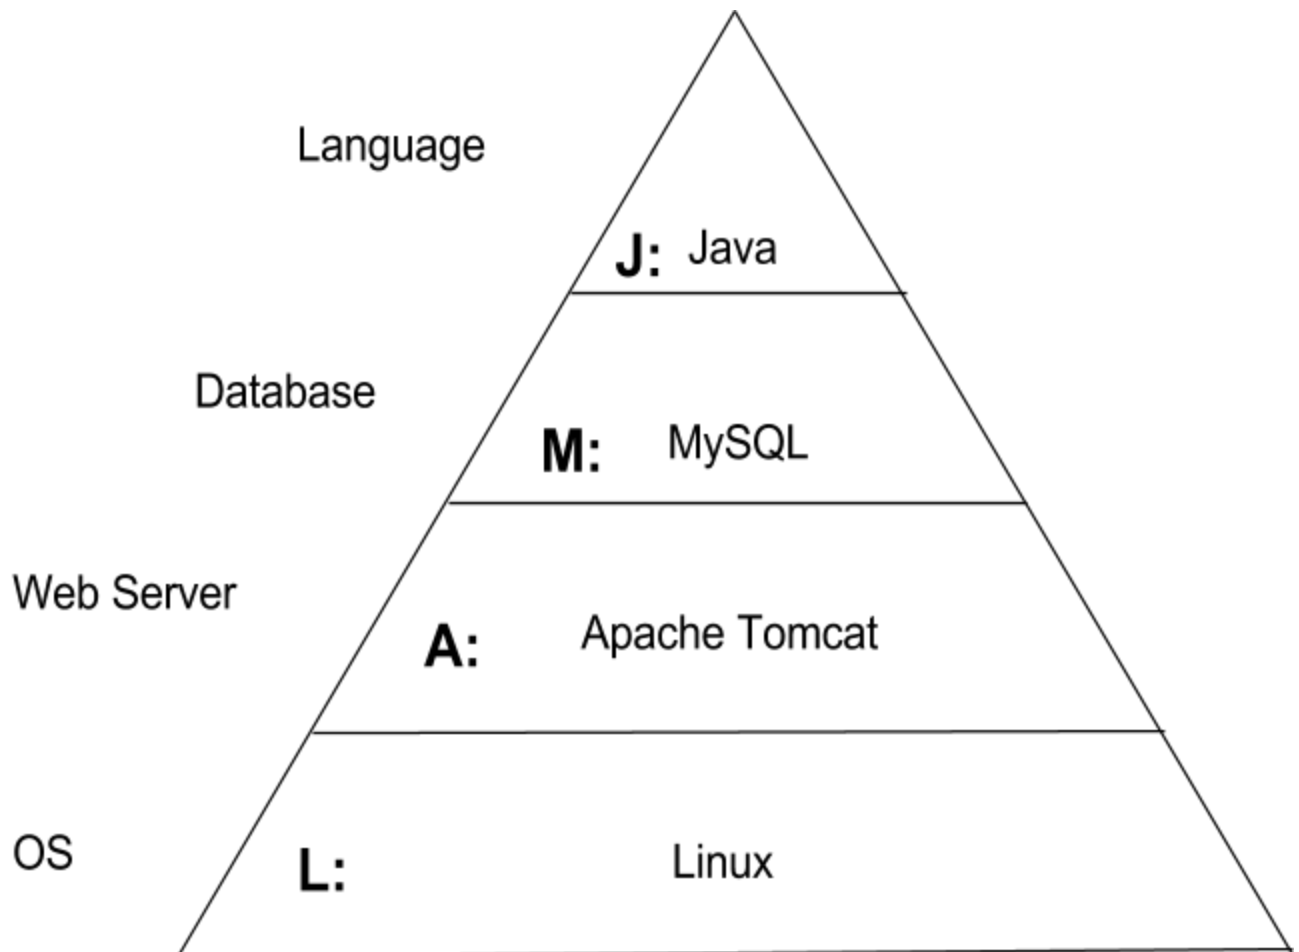 Language
J: Java
Database
M: MySQL
Web Server
A: Apache Tomcat
OS
L: Linux